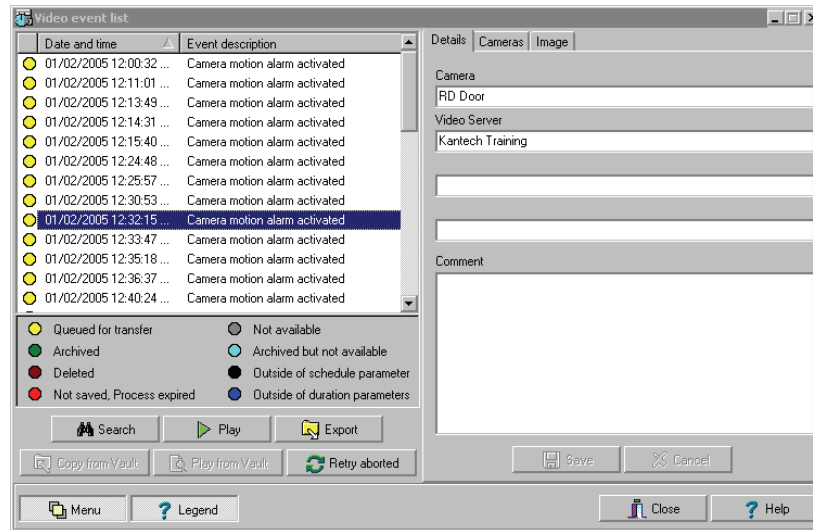 Video event list
Date and time Event description
01/02/2005 12:00:32 ... Camera motion alarm activated
01/02/2005 12:11:01 ... Camera motion alarm activated
01/02/2005 12:13:49 ... Camera motion alarm activated
01/02/2005 12:14:31 ... Camera motion alarm activated
01/02/2005 12:15:40 ... Camera motion alarm activated
01/02/2005 12:24:48 ... Camera motion alarm activated
01/02/2005 12:25:57 ... Camera motion alarm activated
01/02/2005 12:30:53 ... Camera motion alarm activated
01/02/2005 12:32:15 ... Camera motion alarm activated
01/02/2005 12:33:47 ... Camera motion alarm activated
01/02/2005 12:35:18 ... Camera motion alarm activated
01/02/2005 12:36:37 ... Camera motion alarm activated
01/02/2005 12:40:24 ... Camera motion alarm activated
Queued for transfer Not available
Archived Archived but not available
Deleted Outside of schedule parameter
Not saved, Process expired Outside of duration parameters
Search Play Export
Copy from Vault Play from Vault Retry aborted
Menu Legend
Details Cameras Image
Camera
RD Door
Video Server
Kantech Training
Comment
Save Cancel
Close Help